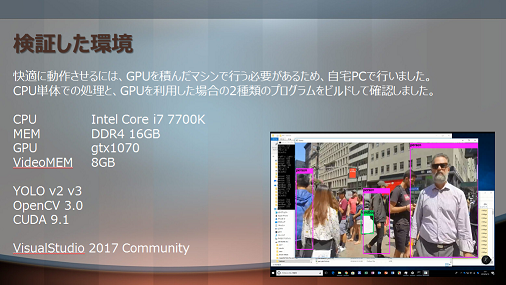 検証した環境
快適に動作させるには、GPUを積んだマシンで行う必要があるため、自宅PCで行いました。
CPU単体での処理と、GPUを利用した場合の2種類のプログラムをビルドして確認しました。
CPU Intel Core i7 7700K
MEM DDR4 16GB
GPU gtx1070
VideoMEM 8GB
YOLO v2 v3
OpenCV 3.0
CUDA 9.1
VisualStudio 2017 Community